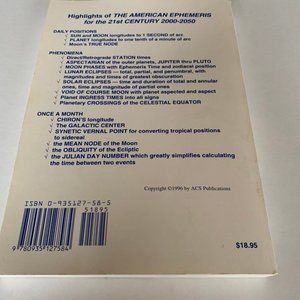 Highlights of THE AMERICAN EPHEMERIS
for the 21st CENTURY 2000-2050
DAILY POSITIONS
√ SUN and MOON longitudes to 1 SECOND of arc
√ PLANET longitudes to one tenth of a minute of arc
√ Moon's TRUE NODE
PHENOMENA
√ Direct/Retrograde STATION times
√ ASPECTARIAN of the outer planets, JUPITER thru PLUTO
√ MOON PHASES with Ephemeris Time and zodiacal position
√ LUNAR ECLIPSES — total, partial, and penumbral, with
magnitude and times of greatest obscuration
√ SOLAR ECLIPSES — time and duration of total and annular
ones, time and magnitude of partial ones
√ VOID OF COURSE MOON with planet aspected and aspect
√ Planet INGRESS TIMES into all signs
√ Planetary Crossings of the CELESTIAL EQUATOR
ONCE A MONTH
√ CHIRON'S longitude
√ The GALACTIC CENTER
√ SYNETIC VERNAL POINT for converting tropical positions
to sidereal
√ the MEAN NODE of the Moon
√ the OBLIQUITY of the Ecliptic
√ the JULIAN DAY NUMBER which greatly simplifies calculating
the time between two events
Copyright ©1996 by ACS Publications
ISBN 0-935127-58-5
51895
9 780935 127584
$18.95